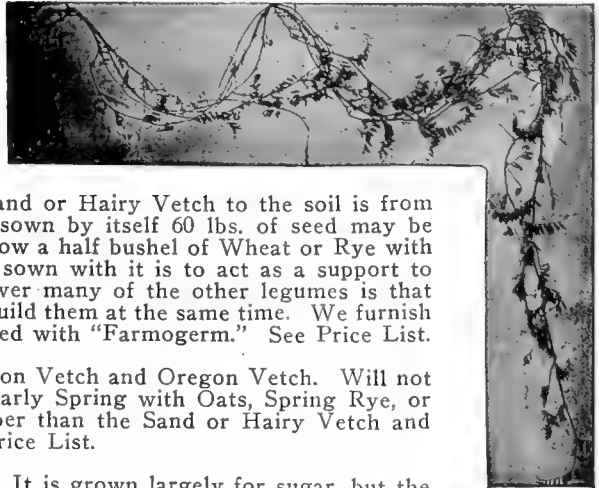 and or Hairy Vetch to the soil is from
sown by itself 60 lbs. of seed may be
ow a half bushel of Wheat or Rye with
sown with it is to act as a support to
ver many of the other legumes is that
uild them at the same time. We furnish
ed with "Farmogerm." See Price List.
on Vetch and Oregon Vetch. Will not
arly Spring with Oats, Spring Rye, or
per than the Sand or Hairy Vetch and
rice List.
It is grown largely for sugar, but the